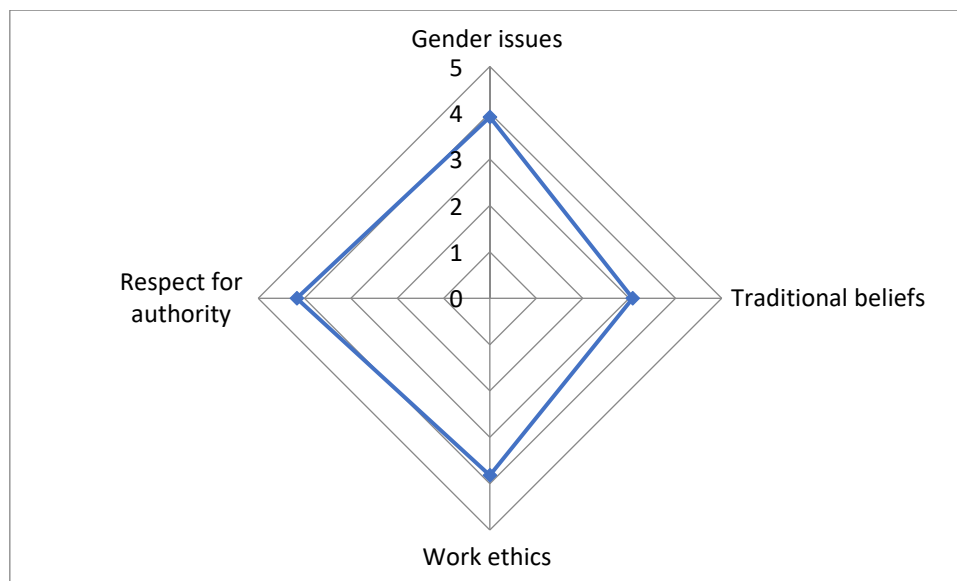 Gender issues
5
4
3
2
1
0
Respect for
authority
Traditional beliefs
Work ethics